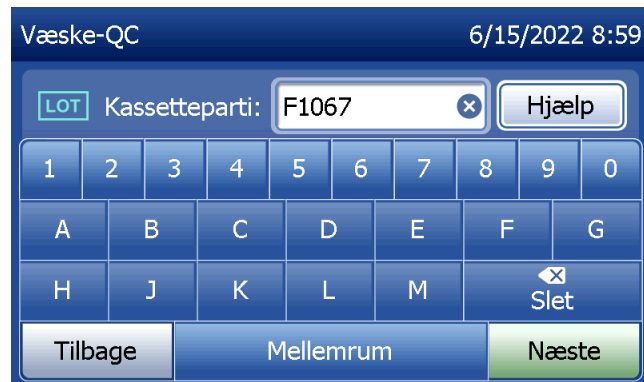 Væske-QC 6/15/2022 8:59
LOT Kassetteparti: F1067 Hjælp
1 2 3 4 5 6 7 8 9 0
A B C D E F G
H J K L M Slet
Tilbage Mellemrum Næste